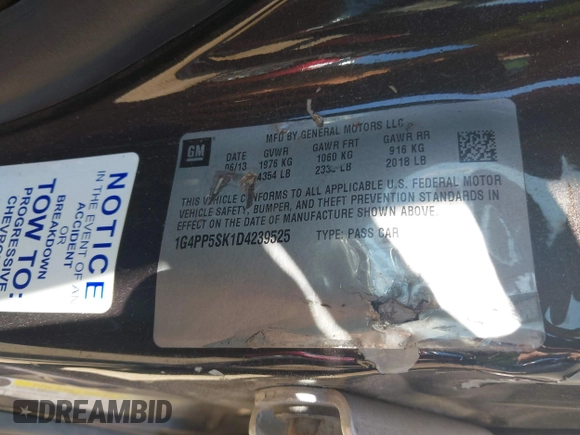 GM
MFD BY GENERAL MOTORS LLC
DATE GVWR GAWR FRT GAWR RR
06/13 1976 KG 1060 KG 916 KG
4354 LB 2018 LB
THIS VEHICLE CONFORMS TO ALL APPLICABLE U.S. FEDERAL MOTOR
VEHICLE SAFETY, BUMPER, AND THEFT PREVENTION STANDARDS IN
EFFECT ON THE DATE OF MANUFACTURE SHOWN ABOVE.
1G4PP5SK1D4239525 TYPE: PASS CAR
NOTICE
IN THE EVENT OF AN
ACCIDENT
OR
BREAKDOWN
TOW TO:
PROGRESSIVE
DREAMBID